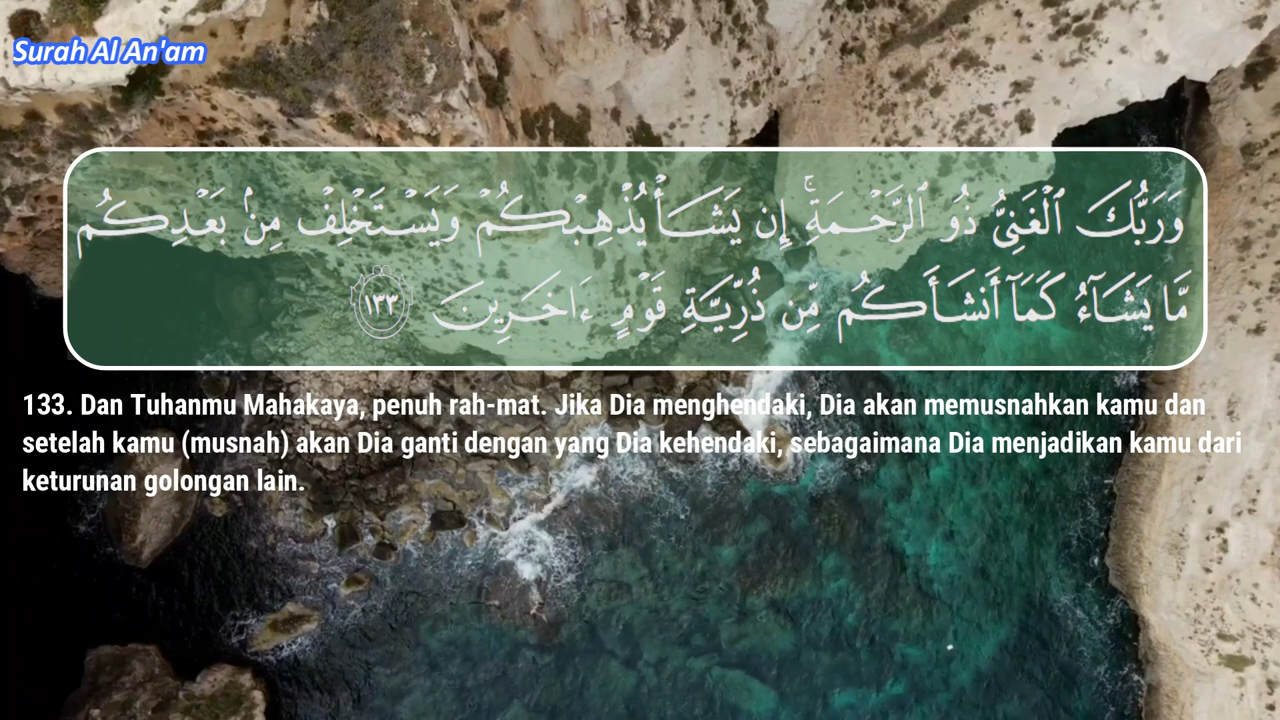 Surah Al An'am
وَرَبُّكَ ٱلْغَنِىُّ ذُو ٱلرَّحْمَةِ ۚ إِن يَشَأْ يُذْهِبْكُمْ وَيَسْتَخْلِفْ مِنۢ بَعْدِكُم
مَّا يَشَآءُ كَمَآ أَنشَأَكُم مِّن ذُرِّيَّةِ قَوْمٍ ءَاخَرِينَ ١٣٣
133. Dan Tuhanmu Mahakaya, penuh rah-mat. Jika Dia menghendaki, Dia akan memusnahkan kamu dan
setelah kamu (musnah) akan Dia ganti dengan yang Dia kehendaki, sebagaimana Dia menjadikan kamu dari
keturunan golongan lain.